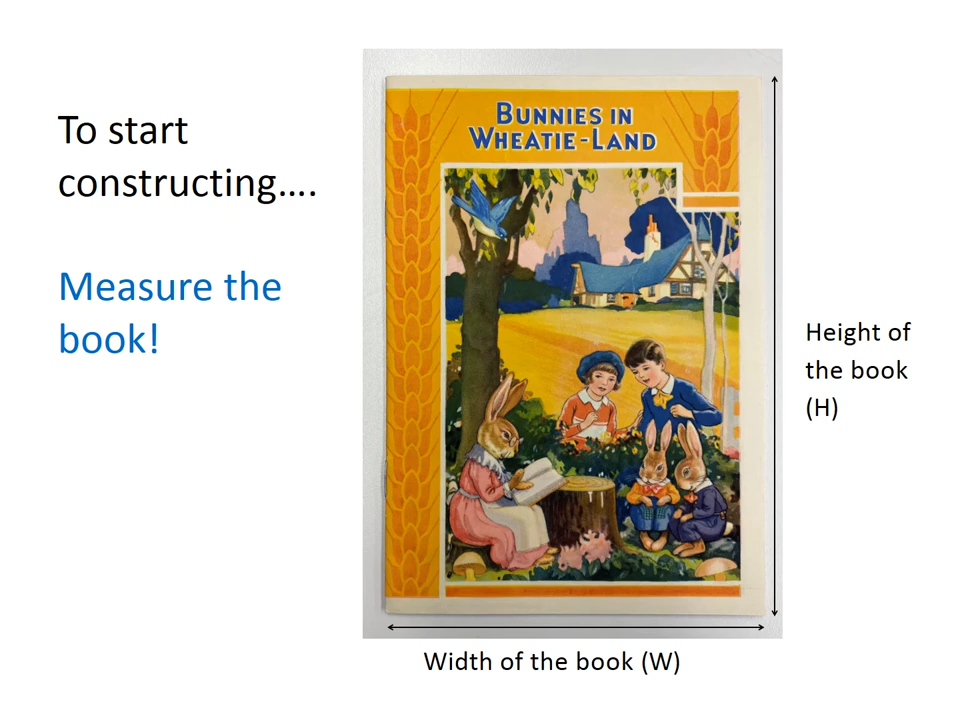 To start
constructing….
Measure the
book!
BUNNIES IN
WHEATIE-LAND
Height of
the book
(H)
Width of the book (W)